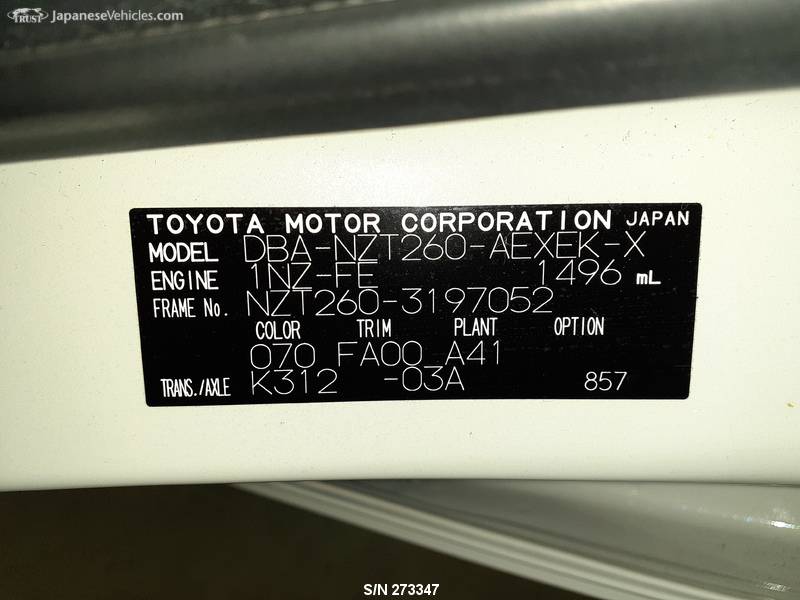 TRUST JapaneseVehicles.com
TOYOTA MOTOR CORPORATION JAPAN
MODEL DBA-NZT260-AEXEK-X
ENGINE 1NZ-FE 1496 mL
FRAME No. NZT260-3197052
COLOR TRIM PLANT OPTION
070 FA00 A41
TRANS./AXLE K312 -03A 857
S/N 273347